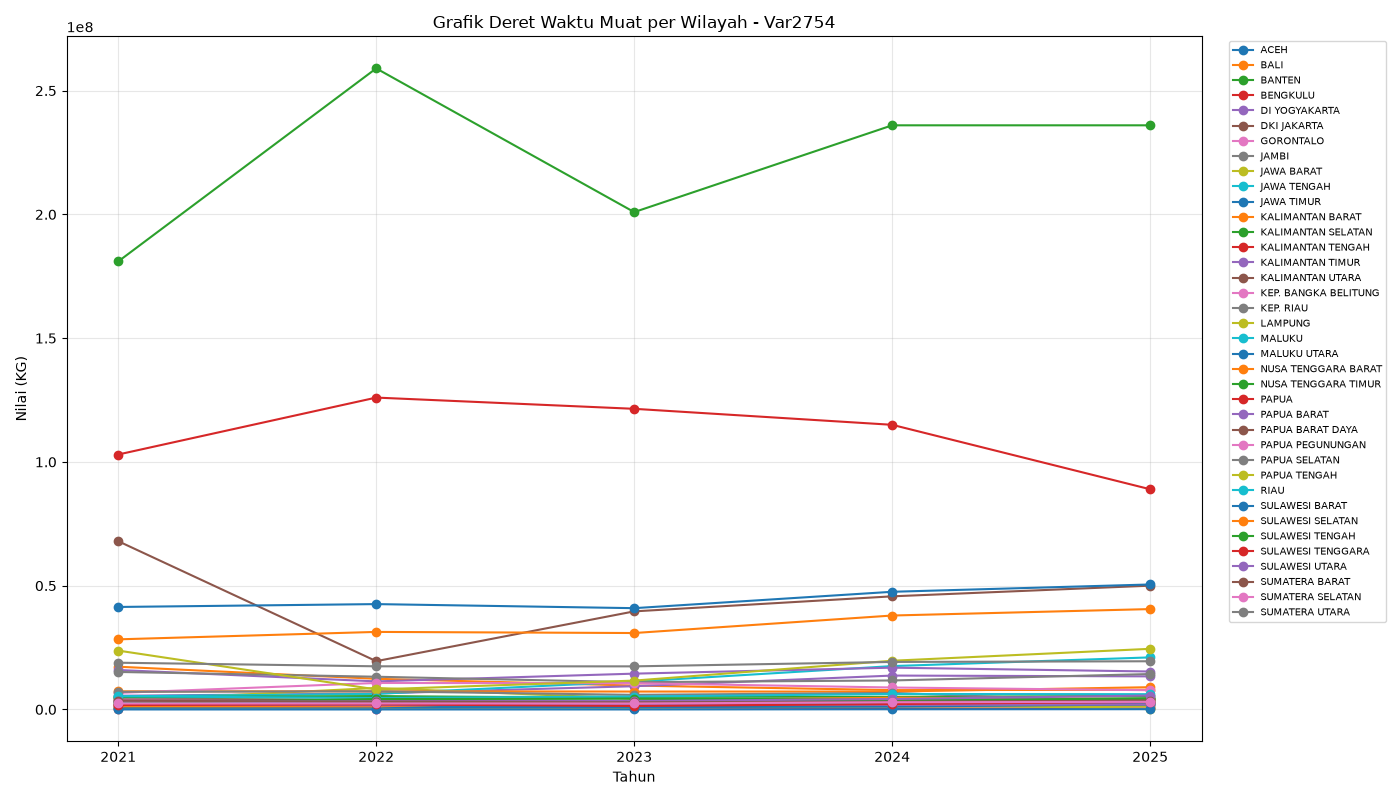 Grafik Deret Waktu Muat per Wilayah - Var2754
1e8
2.5
2.0
1.5
1.0
0.5
0.0
Nilai (KG)
2021
2022
2023
2024
2025
Tahun
ACEH
BALI
BANTEN
BENGKULU
DI YOGYAKARTA
DKI JAKARTA
GORONTALO
JAMBI
JAWA BARAT
JAWA TENGAH
JAWA TIMUR
KALIMANTAN BARAT
KALIMANTAN SELATAN
KALIMANTAN TENGAH
KALIMANTAN TIMUR
KALIMANTAN UTARA
KEP. BANGKA BELITUNG
KEP. RIAU
LAMPUNG
MALUKU
MALUKU UTARA
NUSA TENGGARA BARAT
NUSA TENGGARA TIMUR
PAPUA
PAPUA BARAT
PAPUA BARAT DAYA
PAPUA PEGUNUNGAN
PAPUA SELATAN
PAPUA TENGAH
RIAU
SULAWESI BARAT
SULAWESI SELATAN
SULAWESI TENGAH
SULAWESI TENGGARA
SULAWESI UTARA
SUMATERA BARAT
SUMATERA SELATAN
SUMATERA UTARA